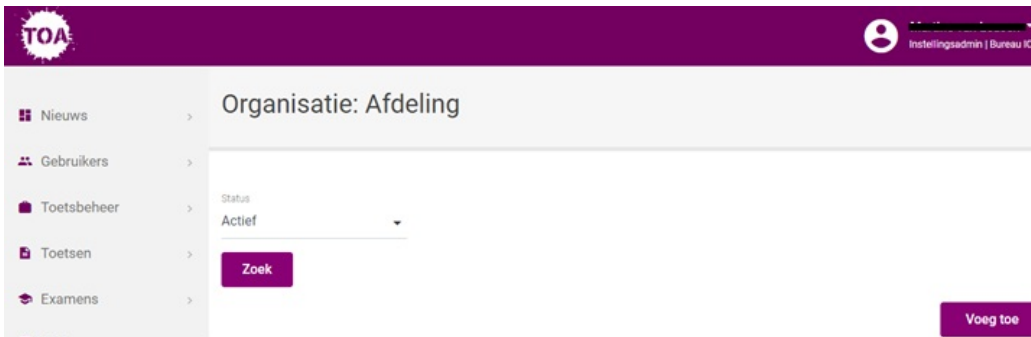 TOA
Instellingsadmin | Bureau IC
Organisatie: Afdeling
Nieuws
Gebruikers
Toetsbeheer
Toetsen
Examens
Status
Actief
Zoek
Voeg toe